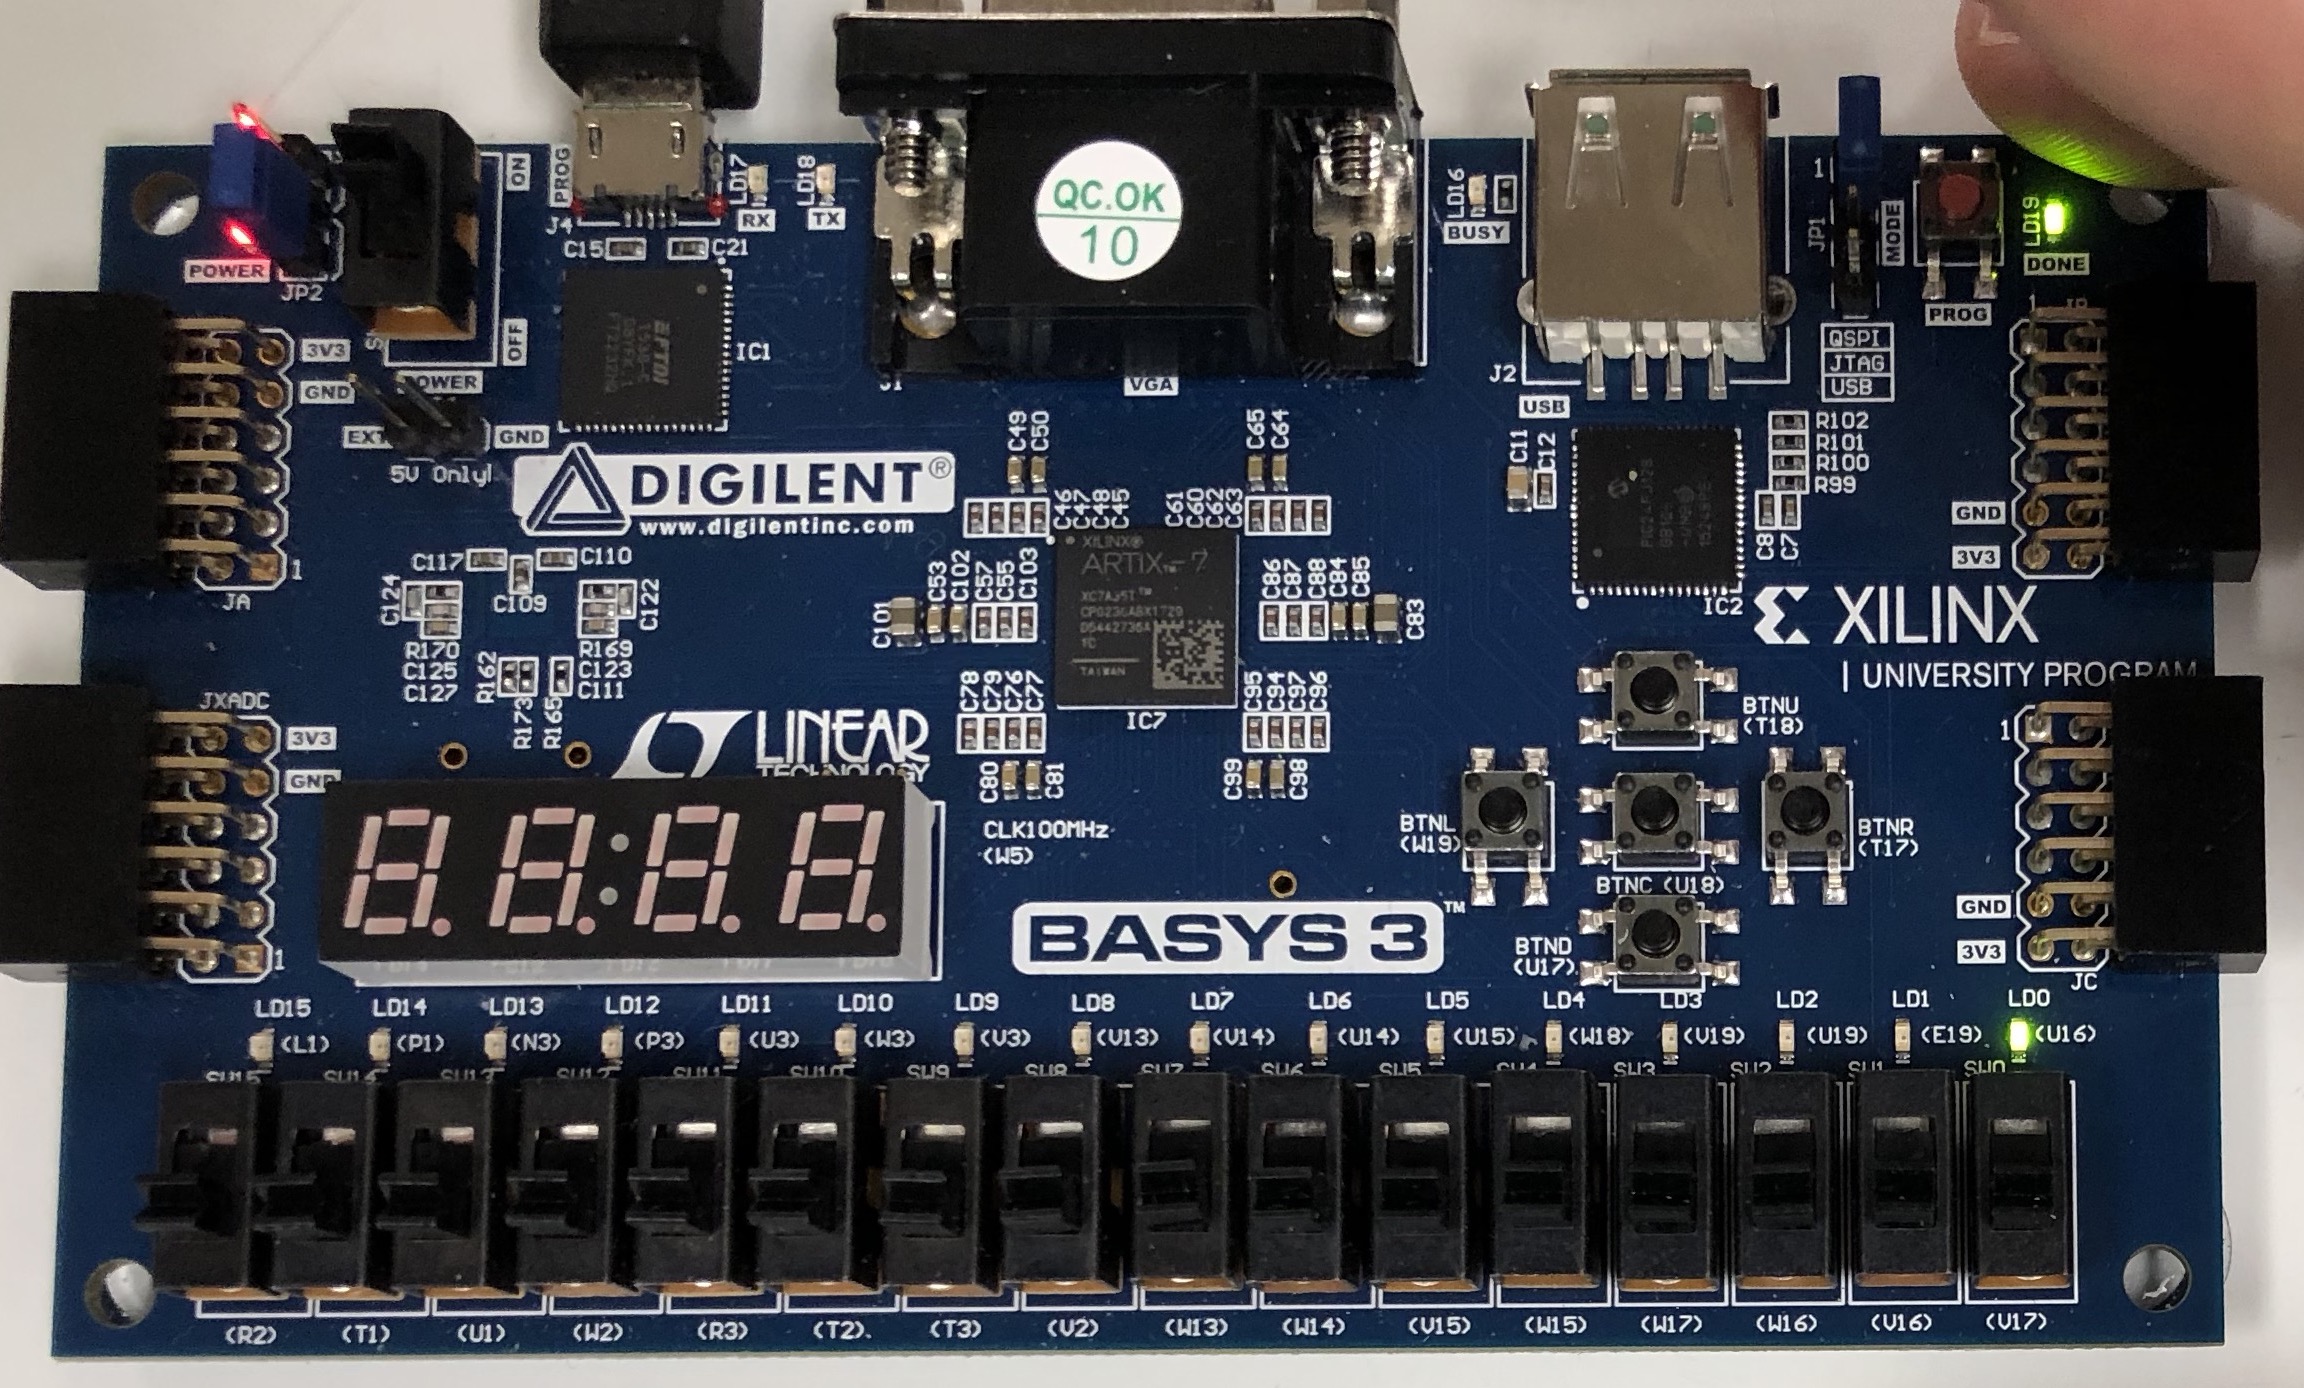 QC.OK
10
PROG
J4
LD17
RX
LD18
TX
ON
OFF
POWER
JP2
C15
C21
IC1
VGA
LD16
BUSY
J2
USB
1
JP1
MODE
QSPI
JTAG
USB
PROG
LD19
DONE
1
3V3
GND
GND
5V Only!
1
JA
DIGILENT®
www.digilentinc.com
C49
C50
C65
C64
C46
C47
C48
C45
C61
C60
C62
C63
C11
C12
R102
R101
R100
R99
C8
C7
IC2
GND
3V3
C117
C110
C109
C124
C122
R170
C125
C127
R169
C123
C111
R162
R173
R165
C101
C53
C102
C57
C55
C103
XILINX®
ARTIX-7
TAIWAN
IC7
C86
C87
C88
C84
C85
C83
C78
C79
C76
C77
C95
C94
C97
C96
C80
C81
C99
C98
XILINX
UNIVERSITY PROGRAM
JXADC
3V3
GND
1
LINEAR
TECHNOLOGY
CLK100MHz
(W5)
BTNU
(T18)
BTNL
(W19)
BTNR
(T17)
BTNC (U18)
BTND
(U17)
BASYS 3™
1
GND
3V3
JC
LD15 LD14 LD13 LD12 LD11 LD10 LD9 LD8 LD7 LD6 LD5 LD4 LD3 LD2 LD1 LD0
(L1) (P1) (N3) (P3) (U3) (W3) (V3) (V13) (V14) (U14) (U15) (W18) (V19) (U19) (E19) (U16)
(R2) (T1) (U1) (W2) (R3) (T2) (T3) (V2) (W13) (W14) (V15) (W15) (W17) (W16) (V16) (V17)